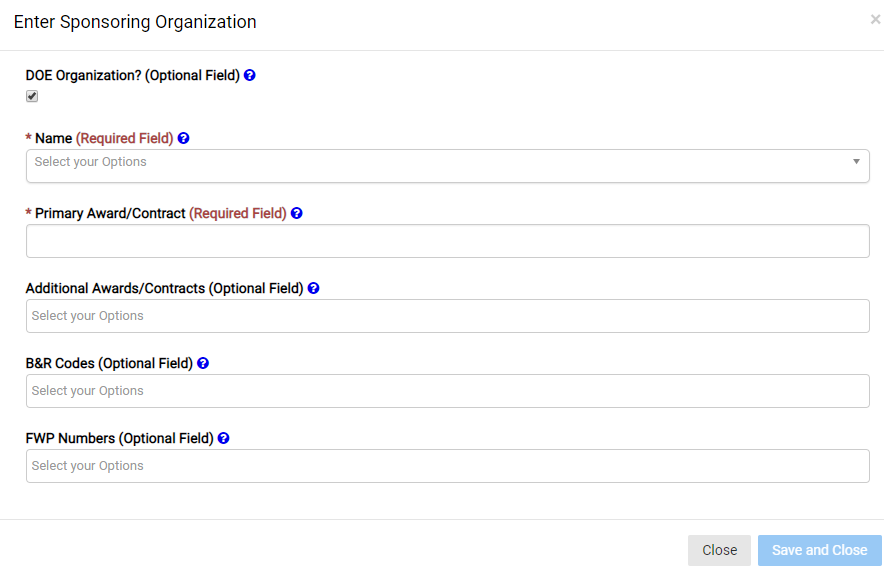 Enter Sponsoring Organization
×
DOE Organization? (Optional Field) ?
* Name (Required Field) ?
Select your Options
* Primary Award/Contract (Required Field) ?
Additional Awards/Contracts (Optional Field) ?
Select your Options
B&R Codes (Optional Field) ?
Select your Options
FWP Numbers (Optional Field) ?
Select your Options
Close
Save and Close